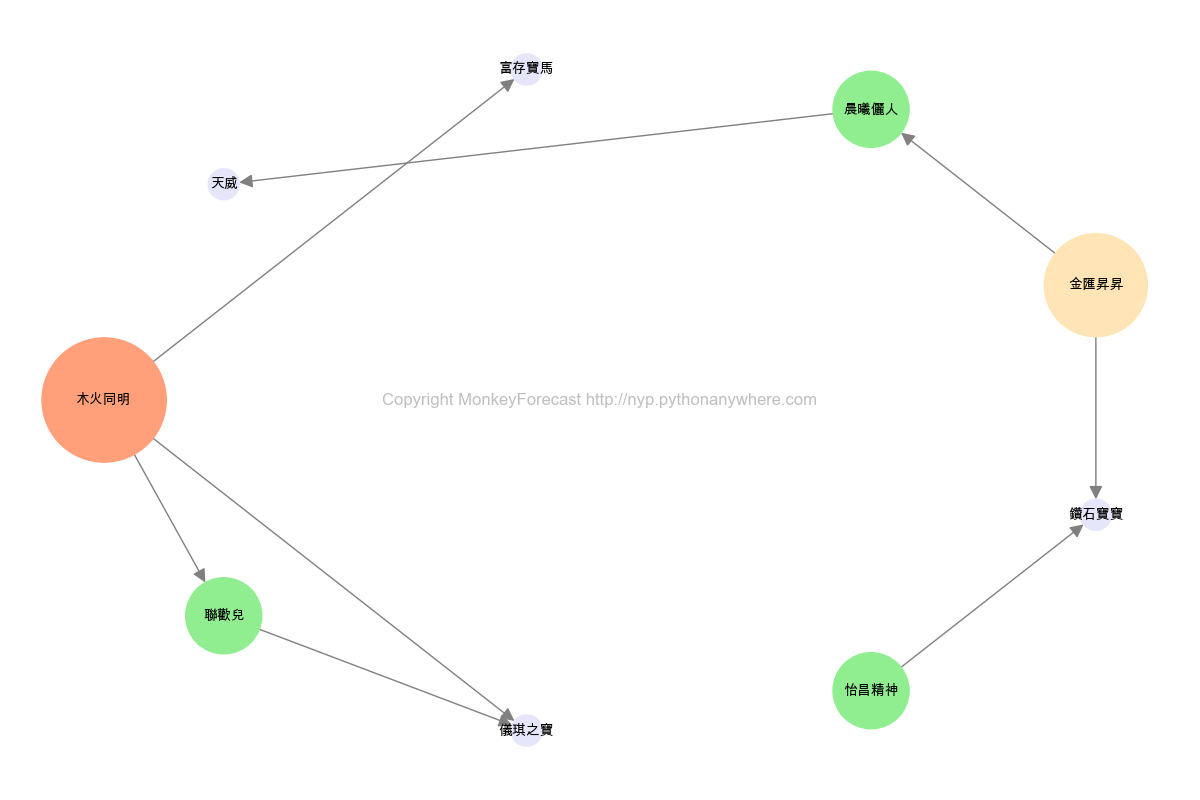 富存寶馬
晨曦儷人
天威
金匯昇昇
木火同明
Copyright MonkeyForecast http://nyp.pythonanywhere.com
鑽石寶寶
聯歡兒
怡昌精神
儀琪之寶